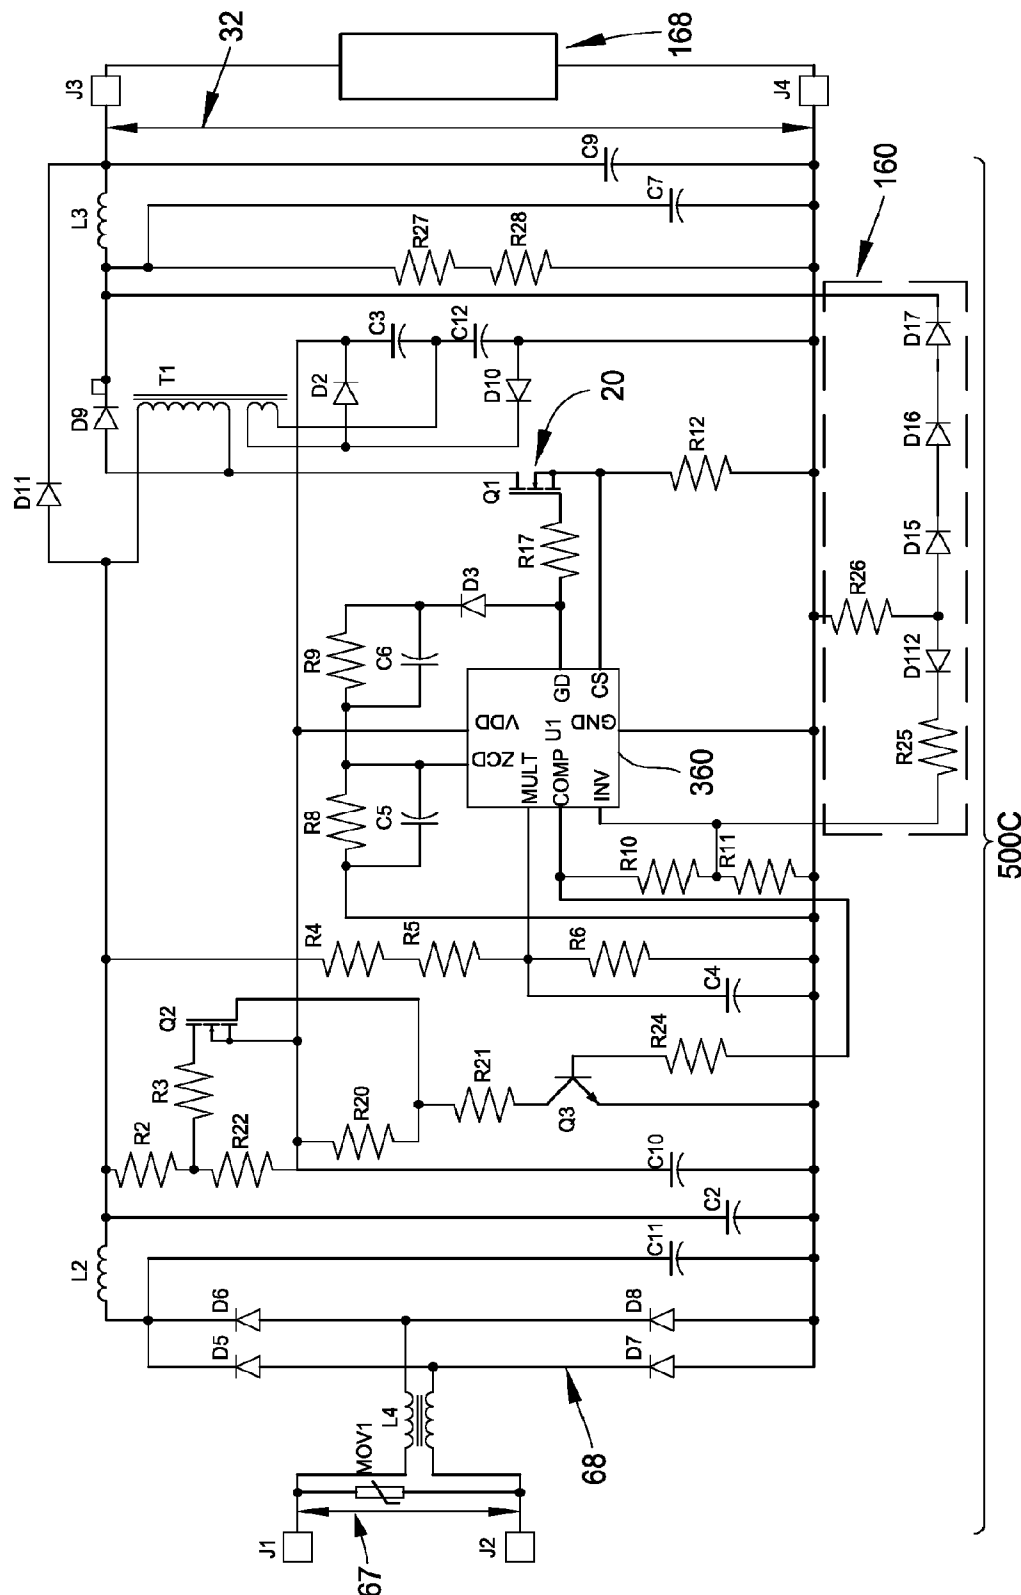 32
168
J3
J4
L3
C9
C7
R27
R28
160
D17
D16
D15
R26
D112
R25
D11
D9
T1
D2
C3
C12
D10
20
Q1
R12
R17
D3
R9
C6
R8
C5
VDD
ZCD
MULT
COMP
INV
U1
GD
CS
GND
360
R10
R11
R4
R5
R6
C4
Q2
R3
R2
R22
R20
R21
Q3
R24
C10
C2
C11
L2
D6
D5
D8
D7
68
L4
MOV1
J1
J2
67
500C